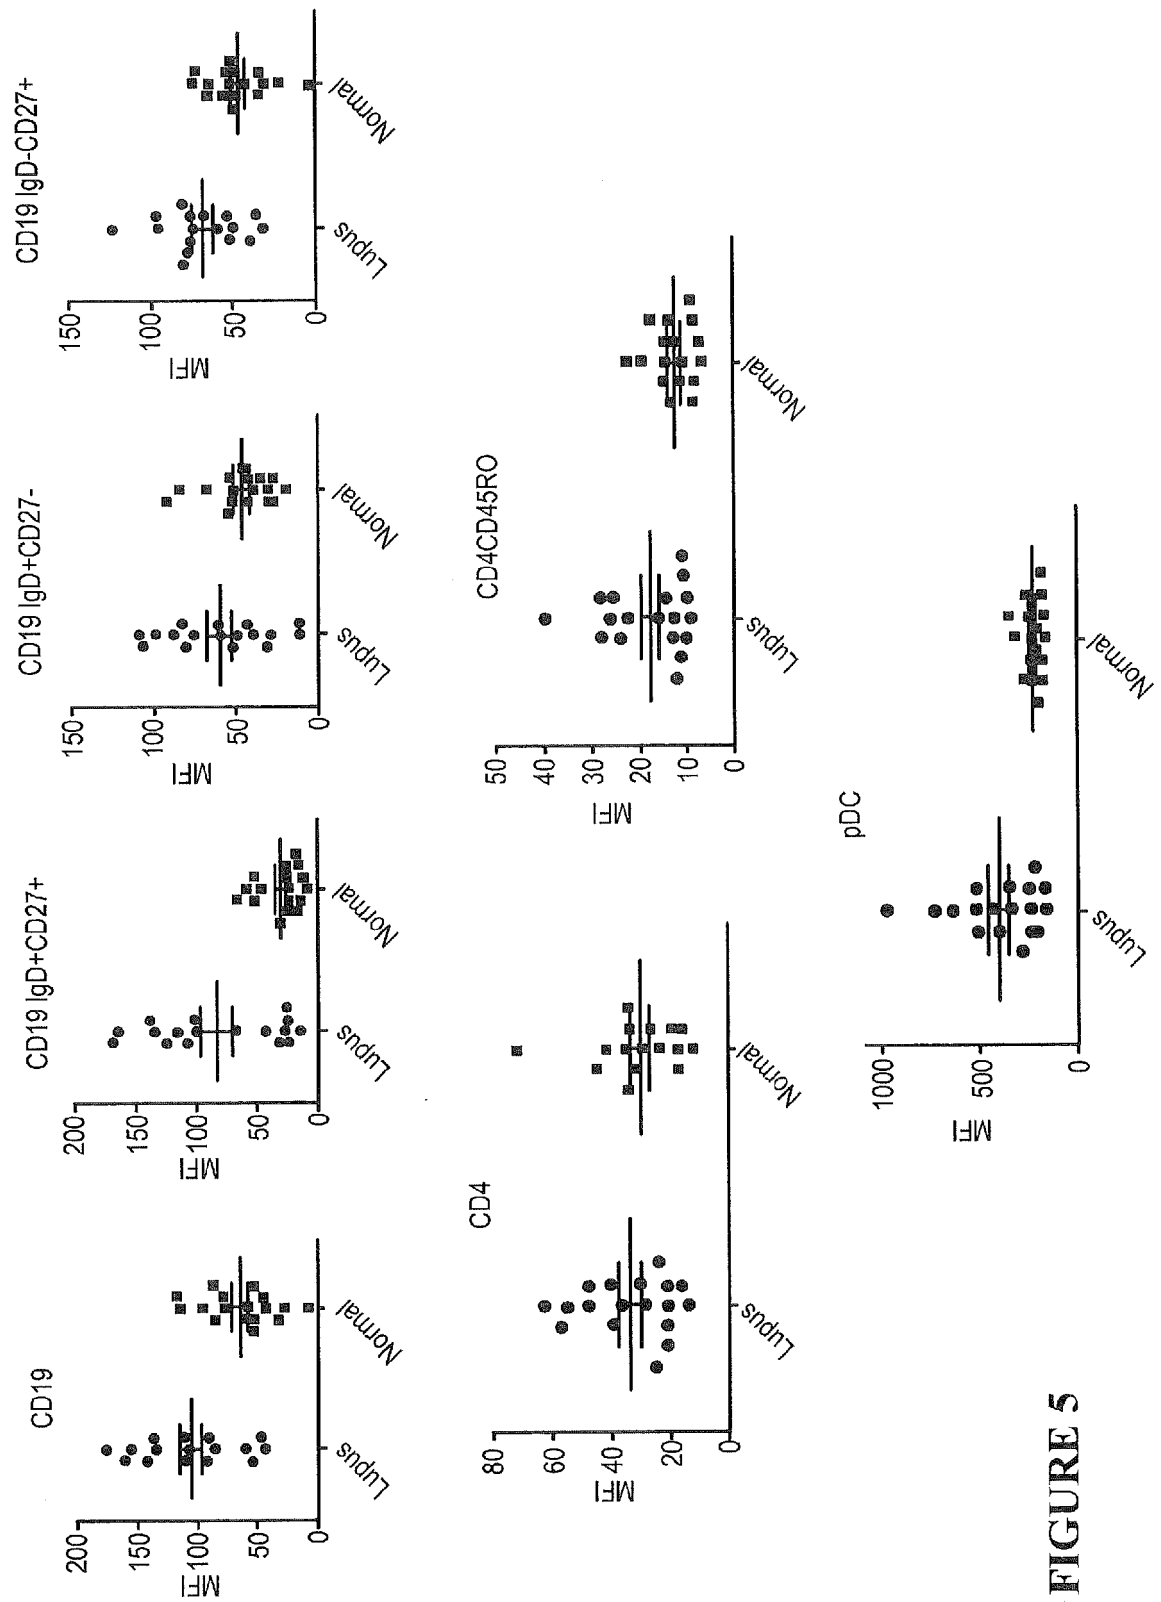 CD19
MFI
200
150
100
50
0
Lupus
Normal
CD19 IgD+CD27+
MFI
200
150
100
50
0
Lupus
Normal
CD19 IgD+CD27-
MFI
150
100
50
0
Lupus
Normal
CD19 IgD-CD27+
MFI
150
100
50
0
Lupus
Normal
CD4
MFI
80
60
40
20
0
Lupus
Normal
CD4CD45RO
MFI
50
40
30
20
10
0
Lupus
Normal
pDC
MFI
1000
500
0
Lupus
Normal
FIGURE 5